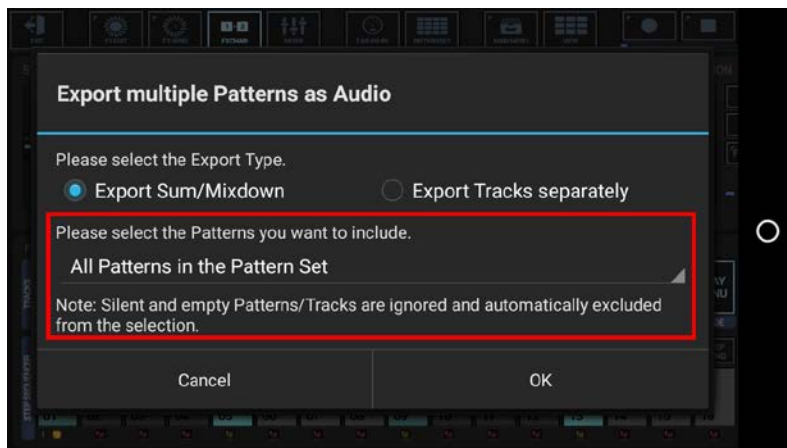 Export multiple Patterns as Audio
Please select the Export Type.
Export Sum/Mixdown Export Tracks separately
Please select the Patterns you want to include.
All Patterns in the Pattern Set
Note: Silent and empty Patterns/Tracks are ignored and automatically excluded
from the selection.
Cancel OK